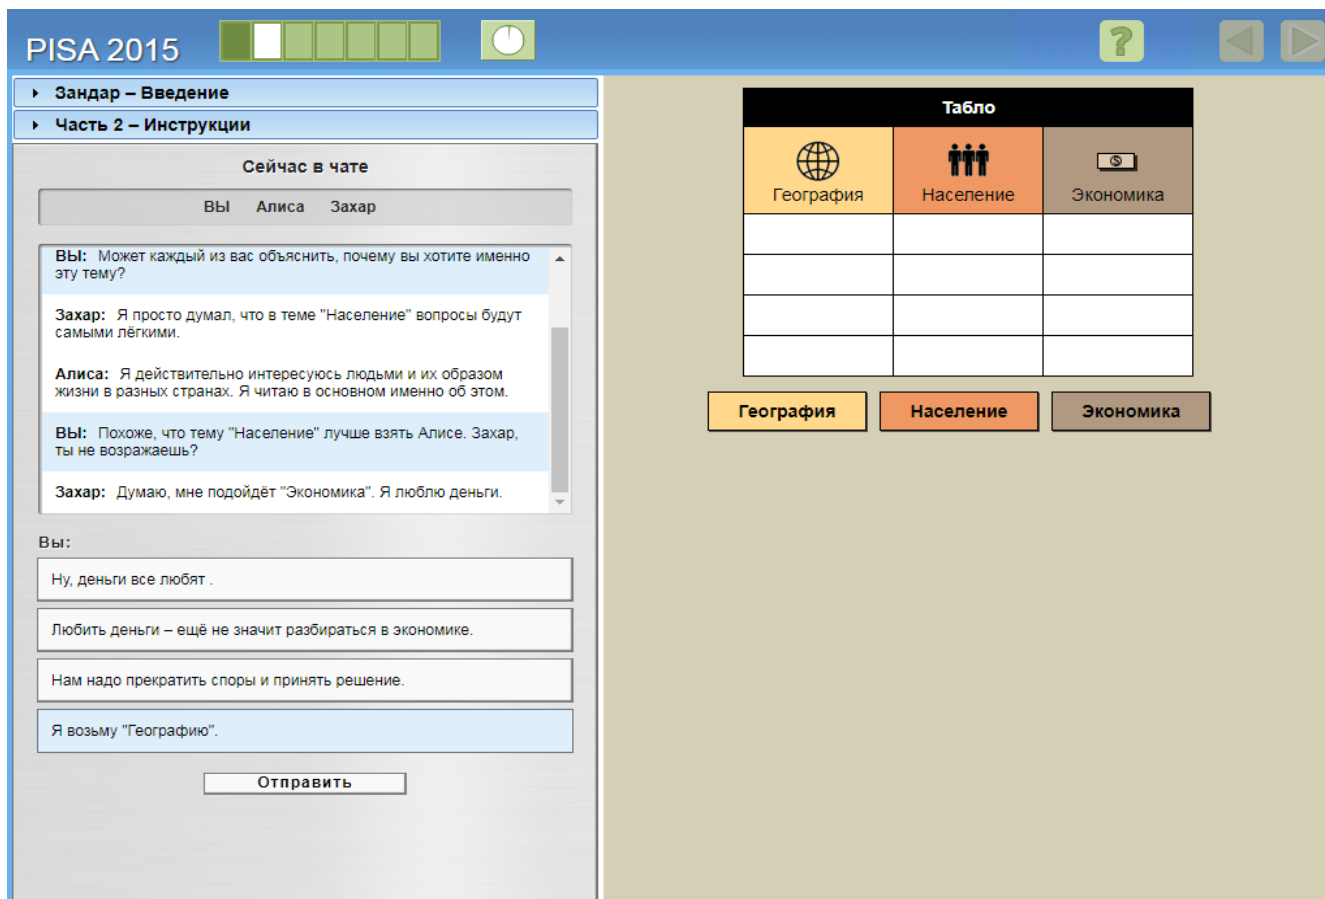 PISA 2015
?
Зандар – Введение
Часть 2 – Инструкции
Сейчас в чате
ВЫ Алиса Захар
ВЫ: Может каждый из вас объяснить, почему вы хотите именно
эту тему?
Захар: Я просто думал, что в теме "Население" вопросы будут
самыми лёгкими.
Алиса: Я действительно интересуюсь людьми и их образом
жизни в разных странах. Я читаю в основном именно об этом.
ВЫ: Похоже, что тему "Население" лучше взять Алисе. Захар,
ты не возражаешь?
Захар: Думаю, мне подойдёт "Экономика". Я люблю деньги.
Вы:
Ну, деньги все любят .
Любить деньги – ещё не значит разбираться в экономике.
Нам надо прекратить споры и принять решение.
Я возьму "Географию".
Отправить
Табло
География Население Экономика
География Население Экономика